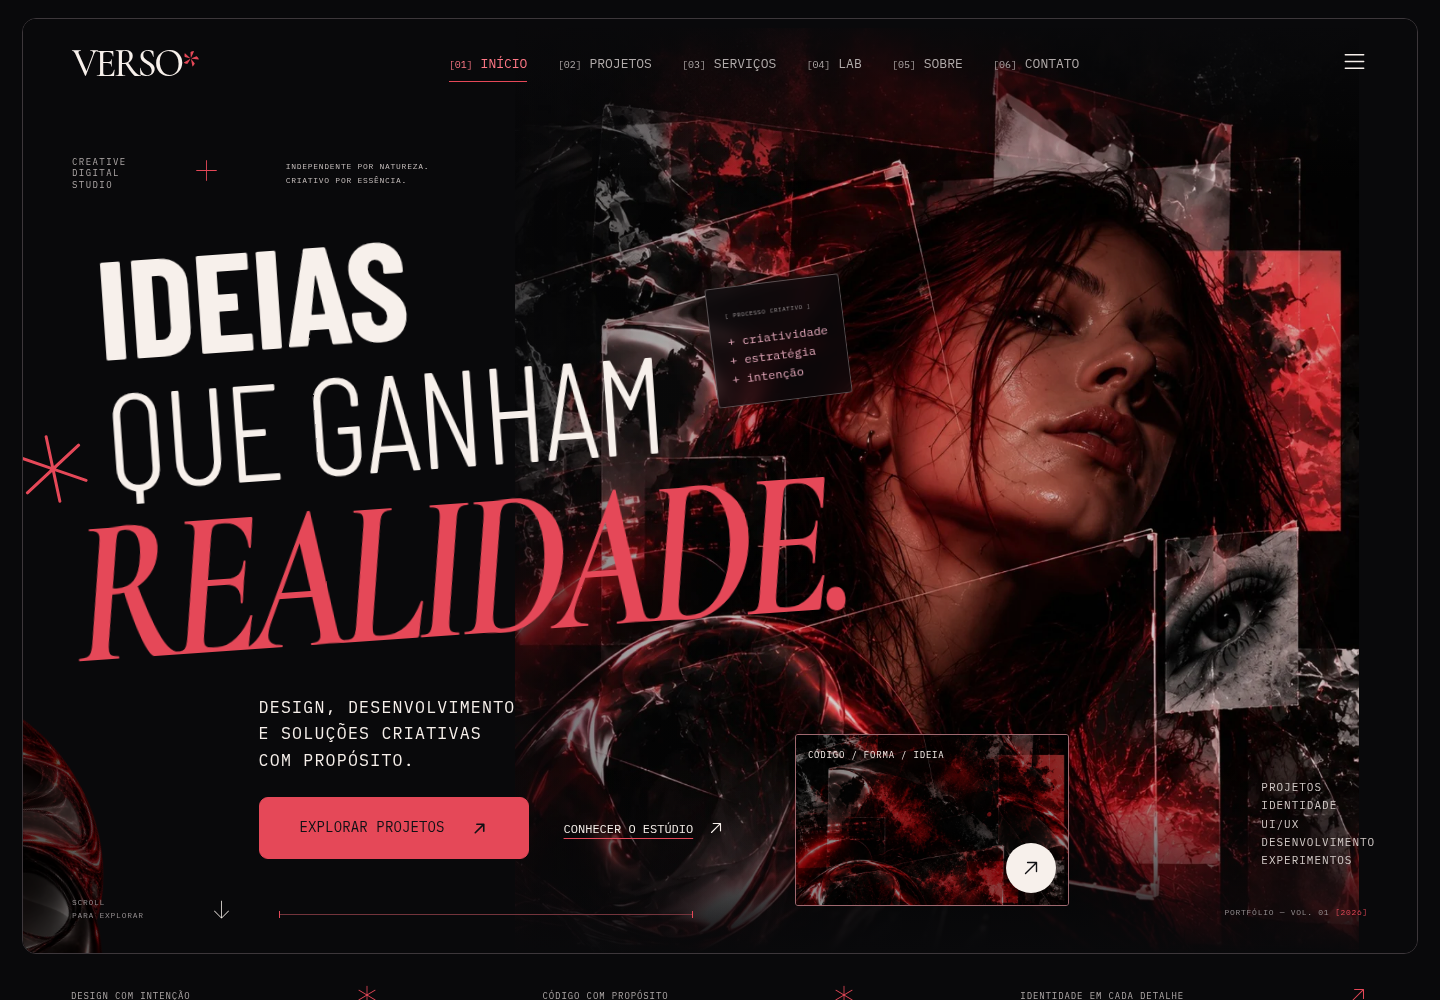 VERSO*
[01] INÍCIO [02] PROJETOS [03] SERVIÇOS [04] LAB [05] SOBRE [06] CONTATO
CREATIVE
DIGITAL
STUDIO
INDEPENDENTE POR NATUREZA.
CRIATIVO POR ESSÊNCIA.
IDEIAS
QUE GANHAM
REALIDADE.
[ PROCESSO CRIATIVO ]
+ criatividade
+ estratégia
+ intenção
DESIGN, DESENVOLVIMENTO
E SOLUÇÕES CRIATIVAS
COM PROPÓSITO.
EXPLORAR PROJETOS
CONHECER O ESTÚDIO
CÓDIGO / FORMA / IDEIA
PROJETOS
IDENTIDADE
UI/UX
DESENVOLVIMENTO
EXPERIMENTOS
SCROLL
PARA EXPLORAR
PORTFÓLIO — VOL. 01 [2026]
DESIGN COM INTENÇÃO
CÓDIGO COM PROPÓSITO
IDENTIDADE EM CADA DETALHE